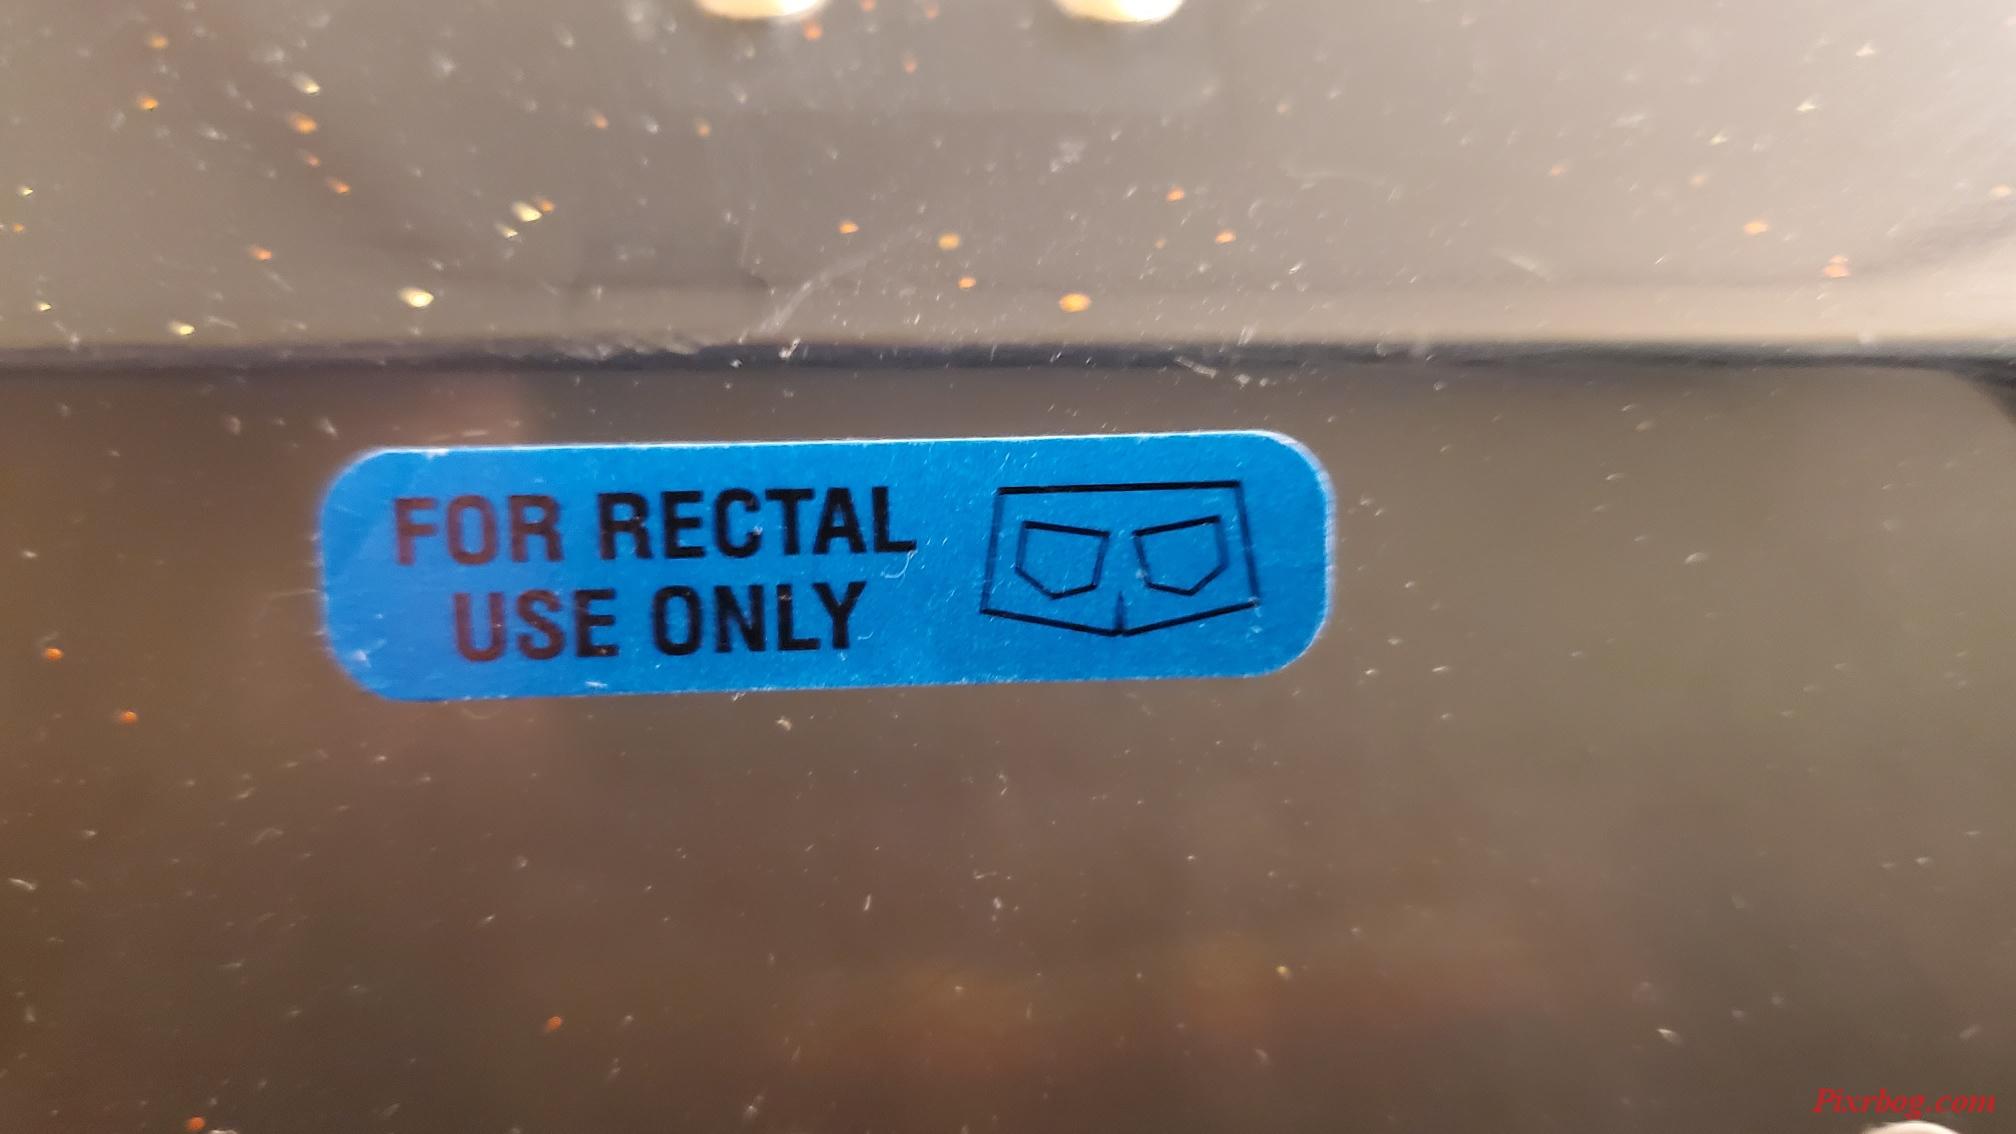 FOR RECTAL
USE ONLY
Pixrbog.com